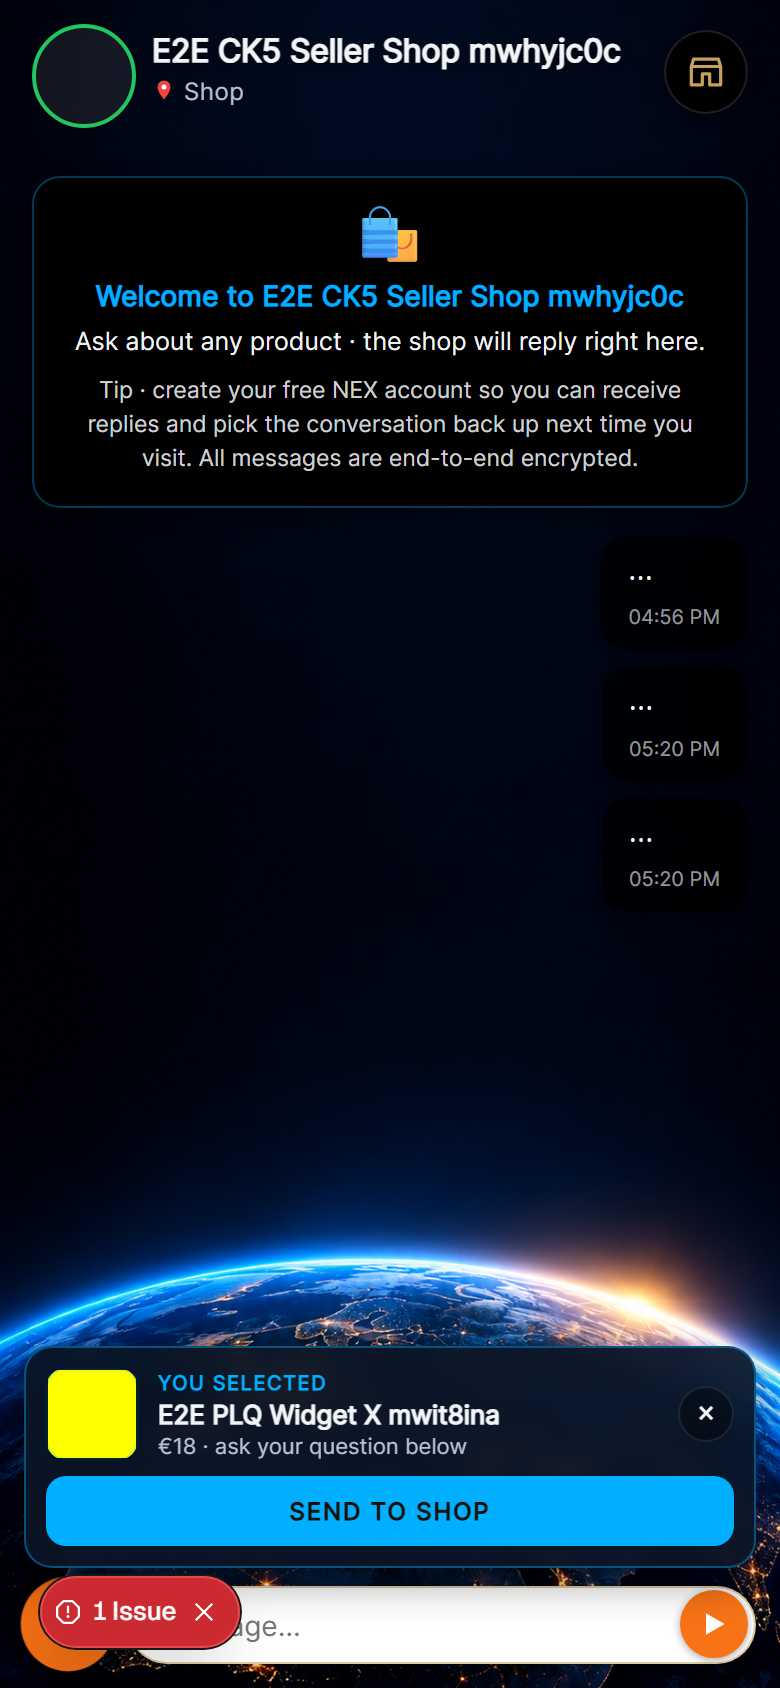 E2E CK5 Seller Shop mwhyjc0c
Shop
Welcome to E2E CK5 Seller Shop mwhyjc0c
Ask about any product · the shop will reply right here.
Tip · create your free NEX account so you can receive
replies and pick the conversation back up next time you
visit. All messages are end-to-end encrypted.
...
04:56 PM
...
05:20 PM
...
05:20 PM
YOU SELECTED
E2E PLQ Widget X mwit8ina
€18 · ask your question below
SEND TO SHOP
1 Issue